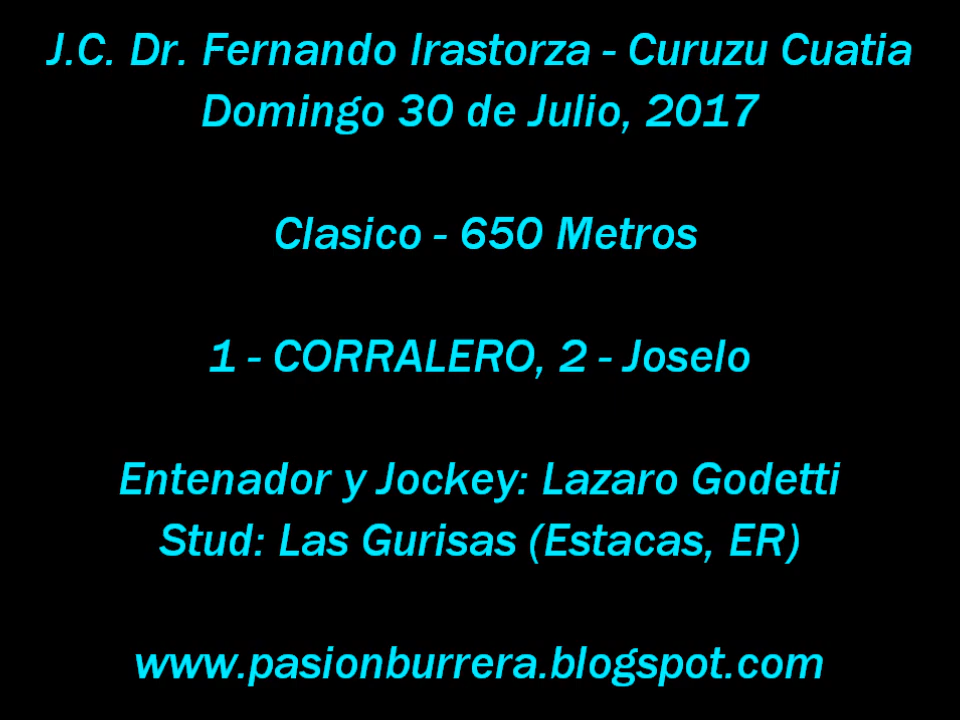 J.C. Dr. Fernando Irastorza - Curuzu Cuatia
Domingo 30 de Julio, 2017
Clasico - 650 Metros
1 - CORRALERO, 2 - Joselo
Entenador y Jockey: Lazaro Godetti
Stud: Las Gurisas (Estacas, ER)
www.pasionburrera.blogspot.com